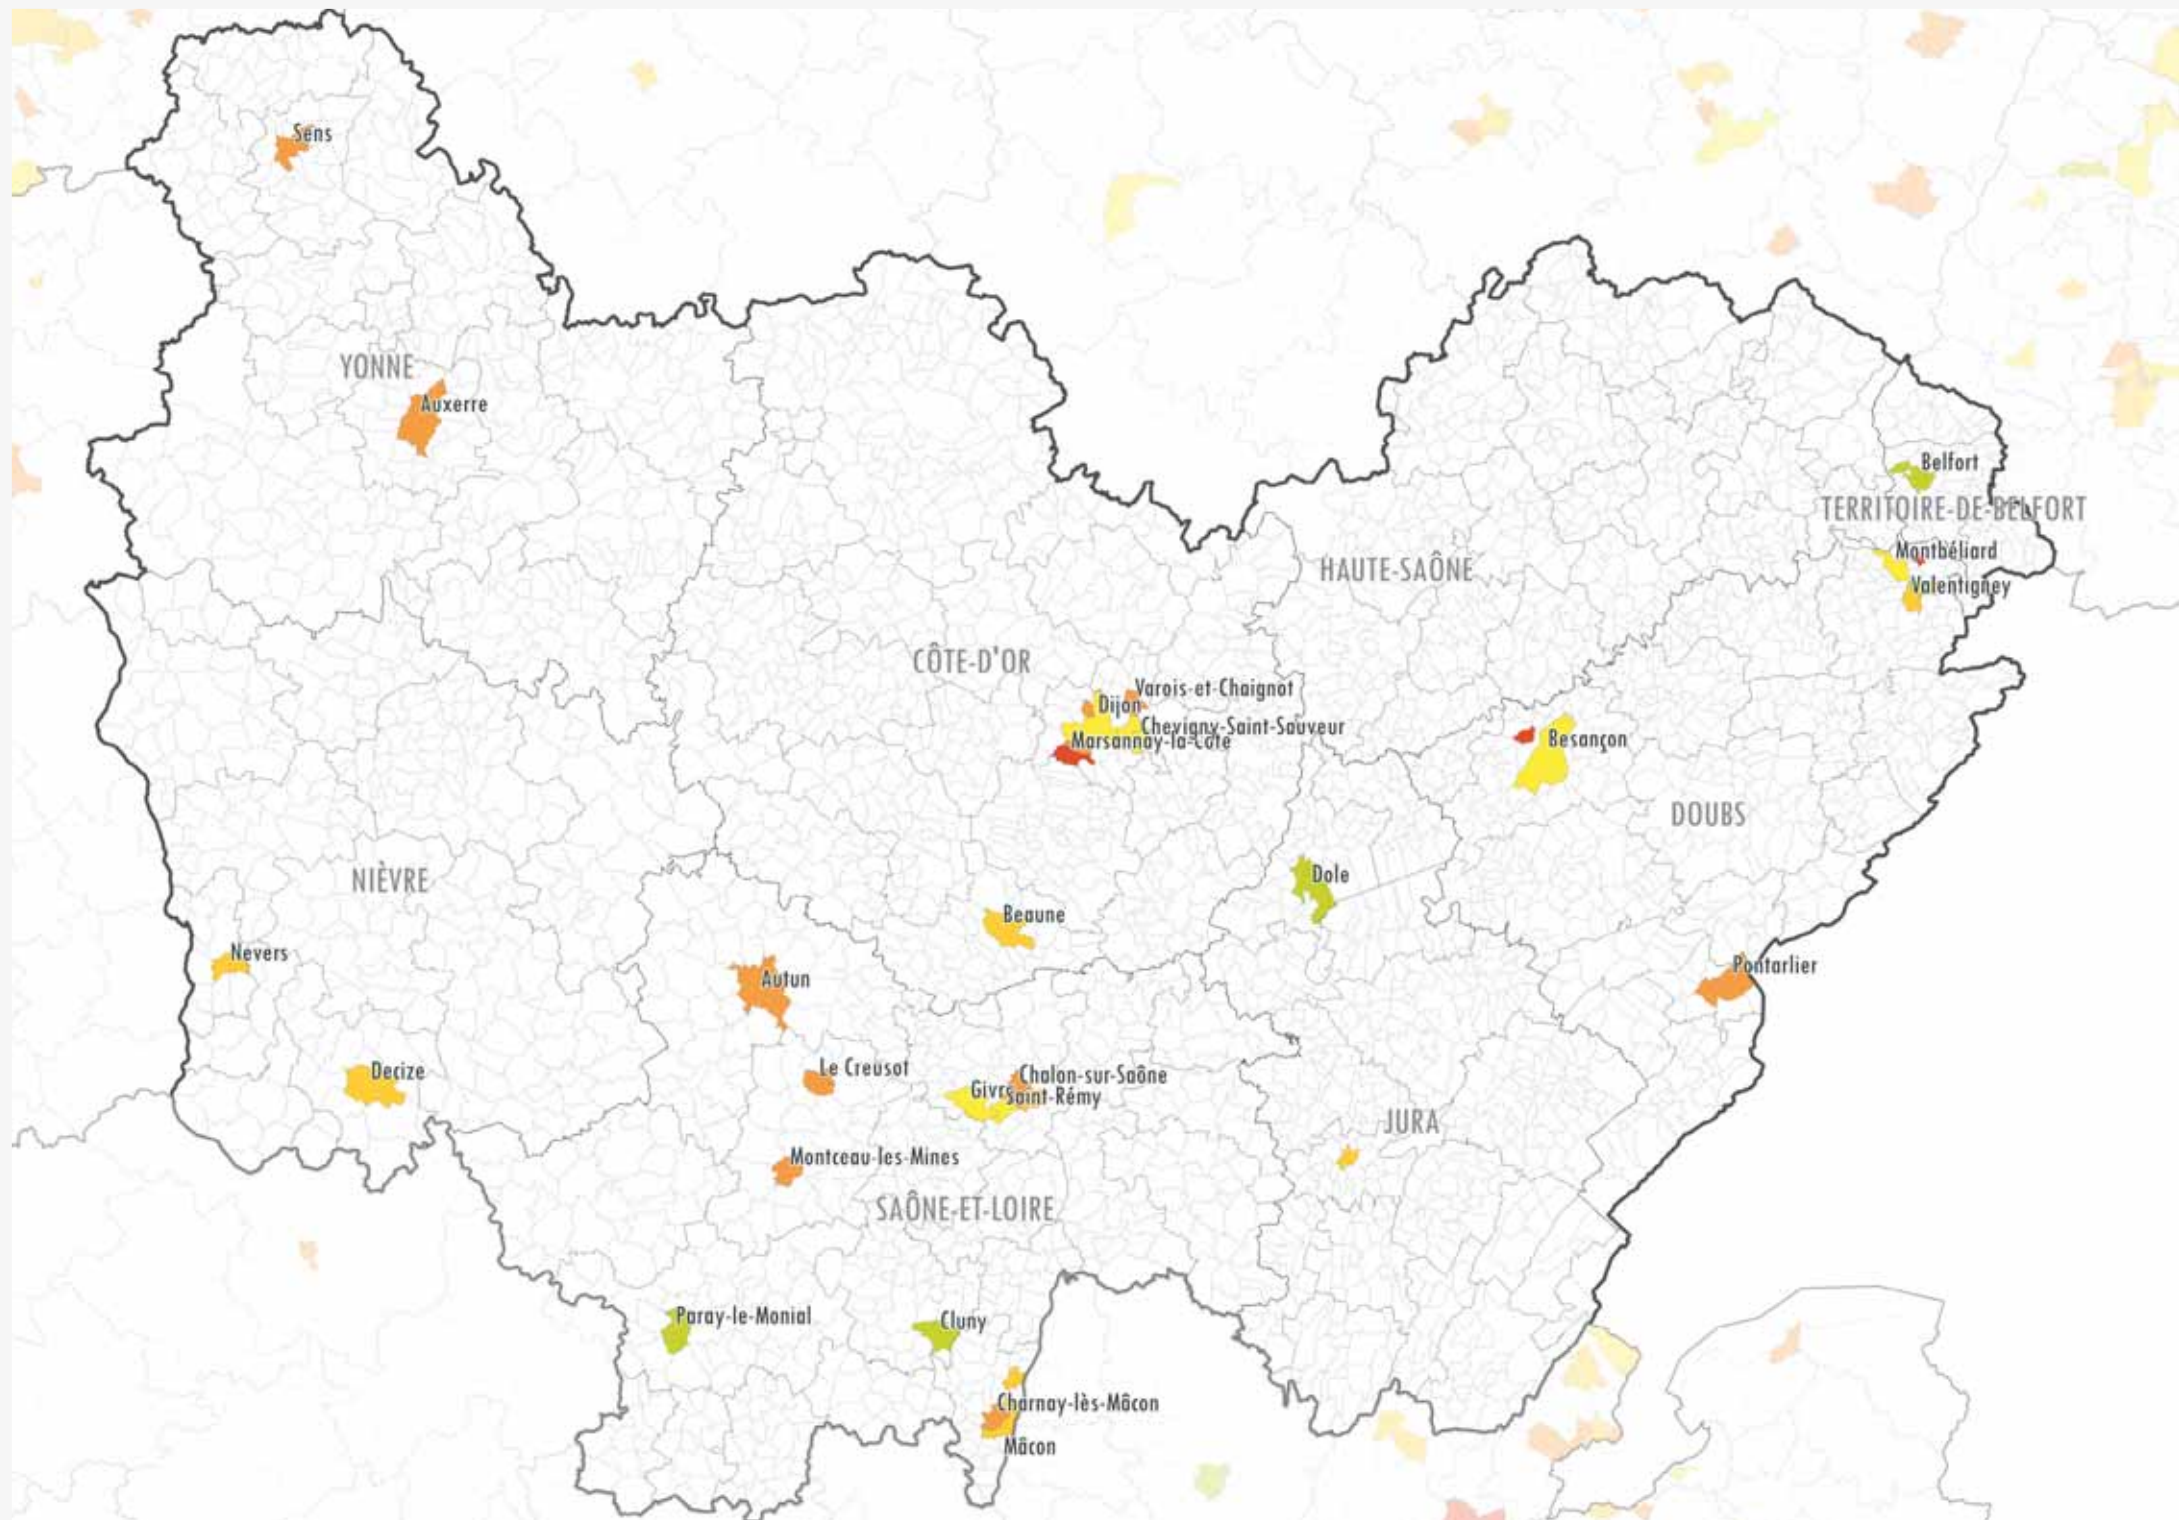 Sens
YONNE
Auxerre
Belfort
TERRITOIRE-DE-BELFORT
Montbéliard
HAUTE-SAÔNE
Valentigney
CÔTE-D'OR
Varois-et-Chaignot
Dijon
Chevigny-Saint-Sauveur
Marsannay-la-Côte
Besançon
DOUBS
Dole
NIÈVRE
Beaune
Nevers
Pontarlier
Autun
Le Creusot
Decize
Chalon-sur-Saône
Givr
Saint-Rémy
JURA
Montceau-les-Mines
SAÔNE-ET-LOIRE
Paray-le-Monial
Cluny
Charnay-lès-Mâcon
Mâcon